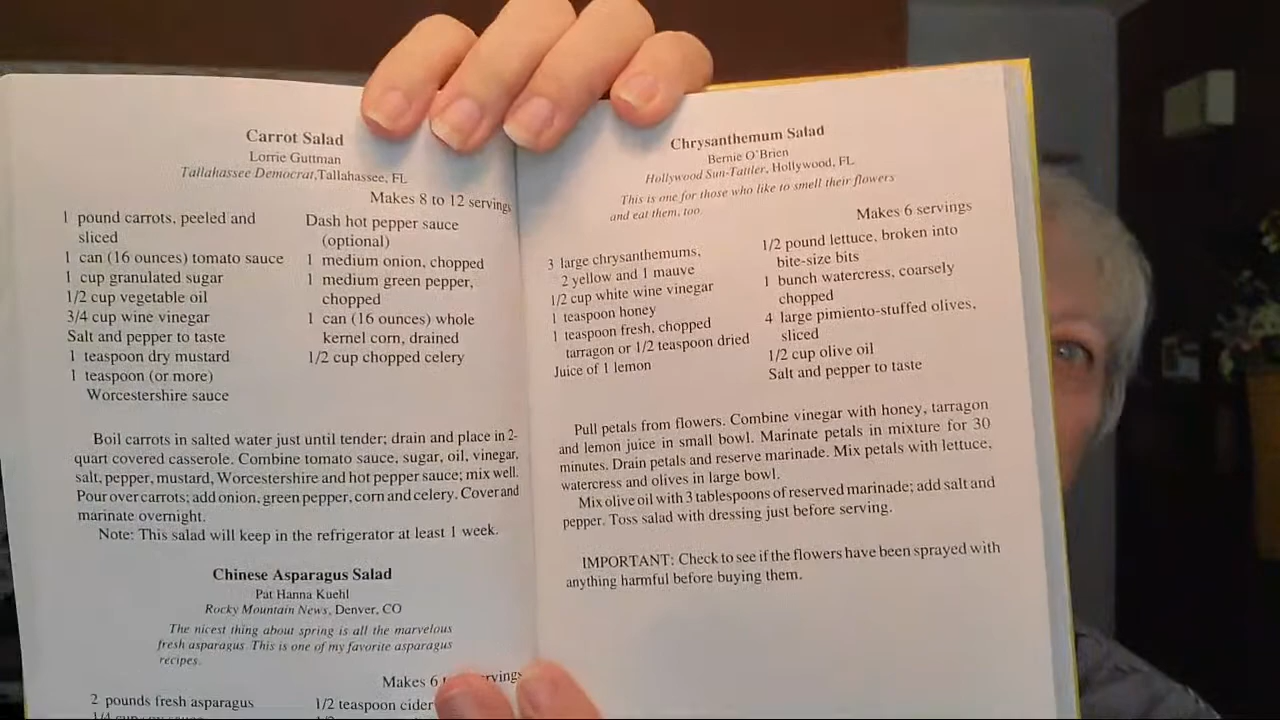 Carrot Salad
Lorrie Guttman
Tallahassee Democrat,Tallahassee, FL
Makes 8 to 12 servings
1 pound carrots, peeled and
sliced
1 can (16 ounces) tomato sauce
1 cup granulated sugar
1/2 cup vegetable oil
3/4 cup wine vinegar
Salt and pepper to taste
1 teaspoon dry mustard
1 teaspoon (or more)
Worcestershire sauce
Dash hot pepper sauce
(optional)
1 medium onion, chopped
1 medium green pepper,
chopped
1 can (16 ounces) whole
kernel corn, drained
1/2 cup chopped celery
Boil carrots in salted water just until tender; drain and place in 2-
quart covered casserole. Combine tomato sauce, sugar, oil, vinegar,
salt, pepper, mustard, Worcestershire and hot pepper sauce; mix well.
Pour over carrots; add onion, green pepper, corn and celery. Cover and
marinate overnight.
Note: This salad will keep in the refrigerator at least 1 week.
Chinese Asparagus Salad
Pat Hanna Kuehl
Rocky Mountain News, Denver, CO
The nicest thing about spring is all the marvelous
fresh asparagus. This is one of my favorite asparagus
recipes.
Makes 6
2 pounds fresh asparagus
1/2 teaspoon cider
Chrysanthemum Salad
Bernie O'Brien
Hollywood Sun-Tattler, Hollywood, FL
This is one for those who like to smell their flowers
and eat them, too.
Makes 6 servings
3 large chrysanthemums,
2 yellow and 1 mauve
1/2 cup white wine vinegar
1 teaspoon honey
1 teaspoon fresh, chopped
tarragon or 1/2 teaspoon dried
Juice of 1 lemon
1/2 pound lettuce, broken into
bite-size bits
1 bunch watercress, coarsely
chopped
4 large pimiento-stuffed olives,
sliced
1/2 cup olive oil
Salt and pepper to taste
Pull petals from flowers. Combine vinegar with honey, tarragon
and lemon juice in small bowl. Marinate petals in mixture for 30
minutes. Drain petals and reserve marinade. Mix petals with lettuce,
watercress and olives in large bowl.
Mix olive oil with 3 tablespoons of reserved marinade; add salt and
pepper. Toss salad with dressing just before serving.
IMPORTANT: Check to see if the flowers have been sprayed with
anything harmful before buying them.